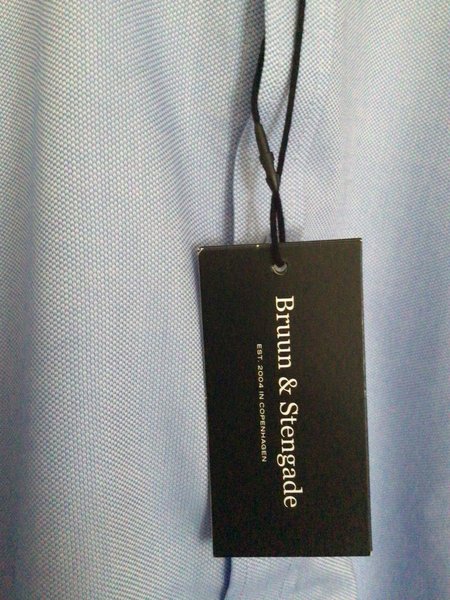 Bruun & Stengade
EST. 2004 IN COPENHAGEN